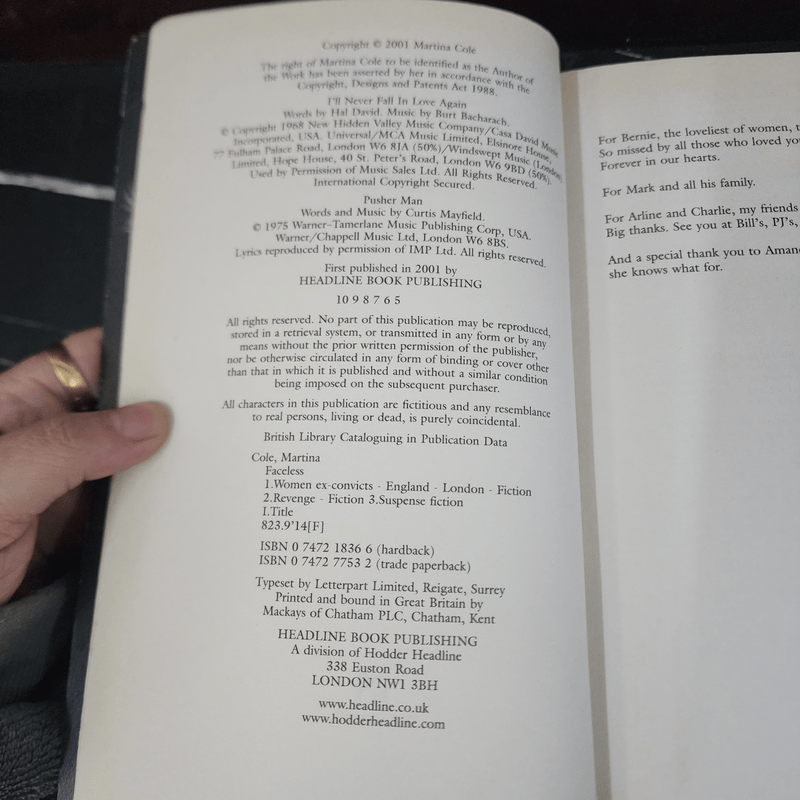 Copyright © 2001 Martina Cole
The right of Martina Cole to be identified as the Author of
the Work has been asserted by her in accordance with the
Copyright, Designs and Patents Act 1988.
I'll Never Fall In Love Again
Words by Hal David. Music by Burt Bacharach.
© Copyright 1968 New Hidden Valley Music Company/Casa David Music
Incorporated, USA. Universal/MCA Music Limited, Elsinore House,
77 Fulham Palace Road, London W6 8JA (50%)/Windswept Music (London)
Limited, Hope House, 40 St. Peter's Road, London W6 9BD (50%).
Used by Permission of Music Sales Ltd. All Rights Reserved.
International Copyright Secured.
Pusher Man
Words and Music by Curtis Mayfield.
© 1975 Warner-Tamerlane Music Publishing Corp, USA.
Warner/Chappell Music Ltd, London W6 8BS.
Lyrics reproduced by permission of IMP Ltd. All rights reserved.
First published in 2001 by
HEADLINE BOOK PUBLISHING
10 9 8 7 6 5
All rights reserved. No part of this publication may be reproduced,
stored in a retrieval system, or transmitted in any form or by any
means without the prior written permission of the publisher,
nor be otherwise circulated in any form of binding or cover other
than that in which it is published and without a similar condition
being imposed on the subsequent purchaser.
All characters in this publication are fictitious and any resemblance
to real persons, living or dead, is purely coincidental.
British Library Cataloguing in Publication Data
Cole, Martina
Faceless
1.Women ex-convicts - England - London - Fiction
2.Revenge - Fiction 3.Suspense fiction
I.Title
823.9'14[F]
ISBN 0 7472 1836 6 (hardback)
ISBN 0 7472 7753 2 (trade paperback)
Typeset by Letterpart Limited, Reigate, Surrey
Printed and bound in Great Britain by
Mackays of Chatham PLC, Chatham, Kent
HEADLINE BOOK PUBLISHING
A division of Hodder Headline
338 Euston Road
LONDON NW1 3BH
www.headline.co.uk
www.hodderheadline.com
For Bernie, the loveliest of women,
So missed by all those who loved
Forever in our hearts.
For Mark and all his family.
For Arline and Charlie, my friends
Big thanks. See you at Bill's, PJ's,
And a special thank you to
she knows what for.